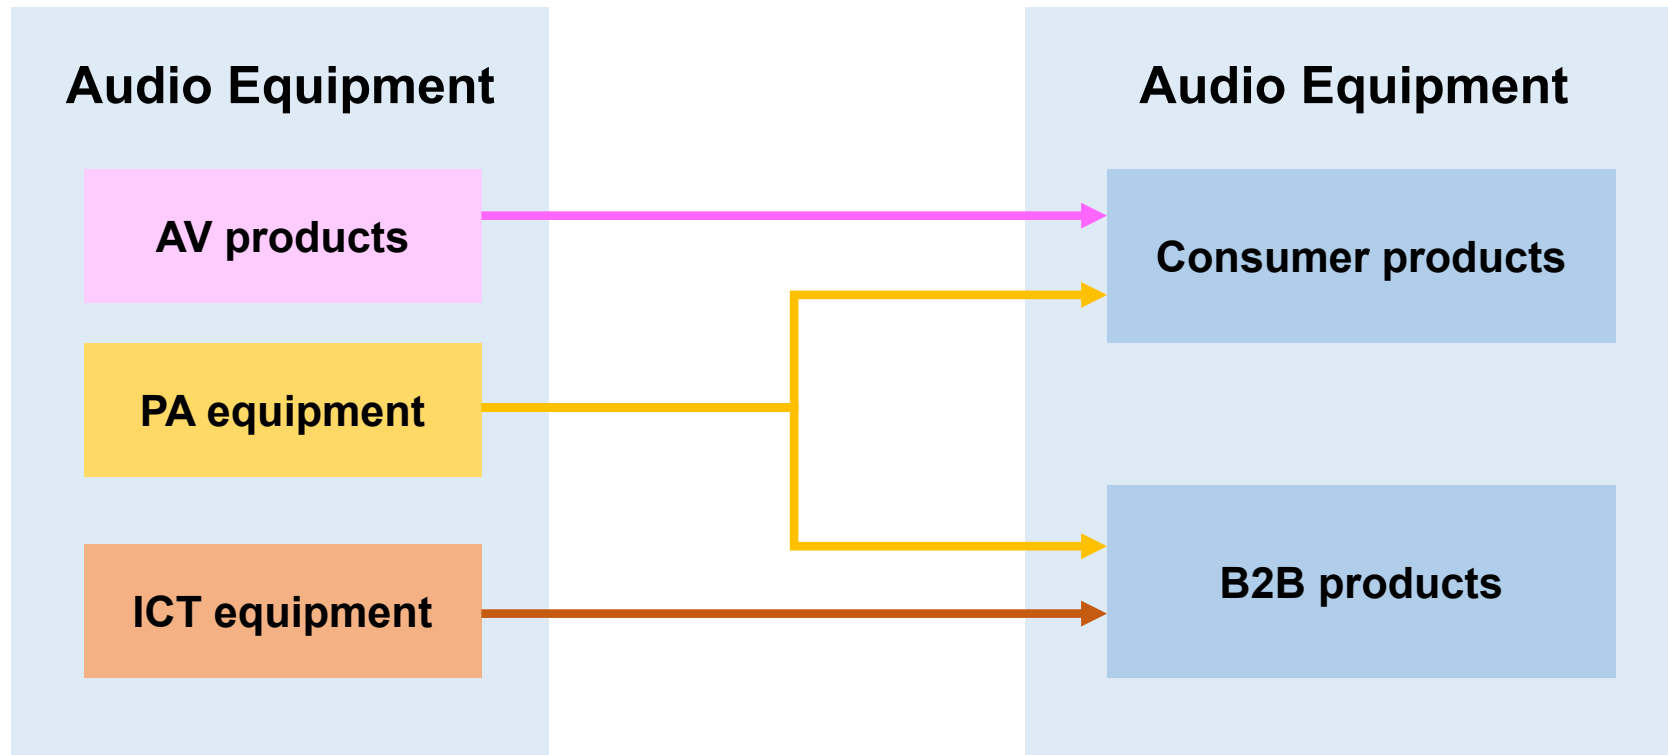 Audio Equipment
AV products
PA equipment
ICT equipment
Audio Equipment
Consumer products
B2B products